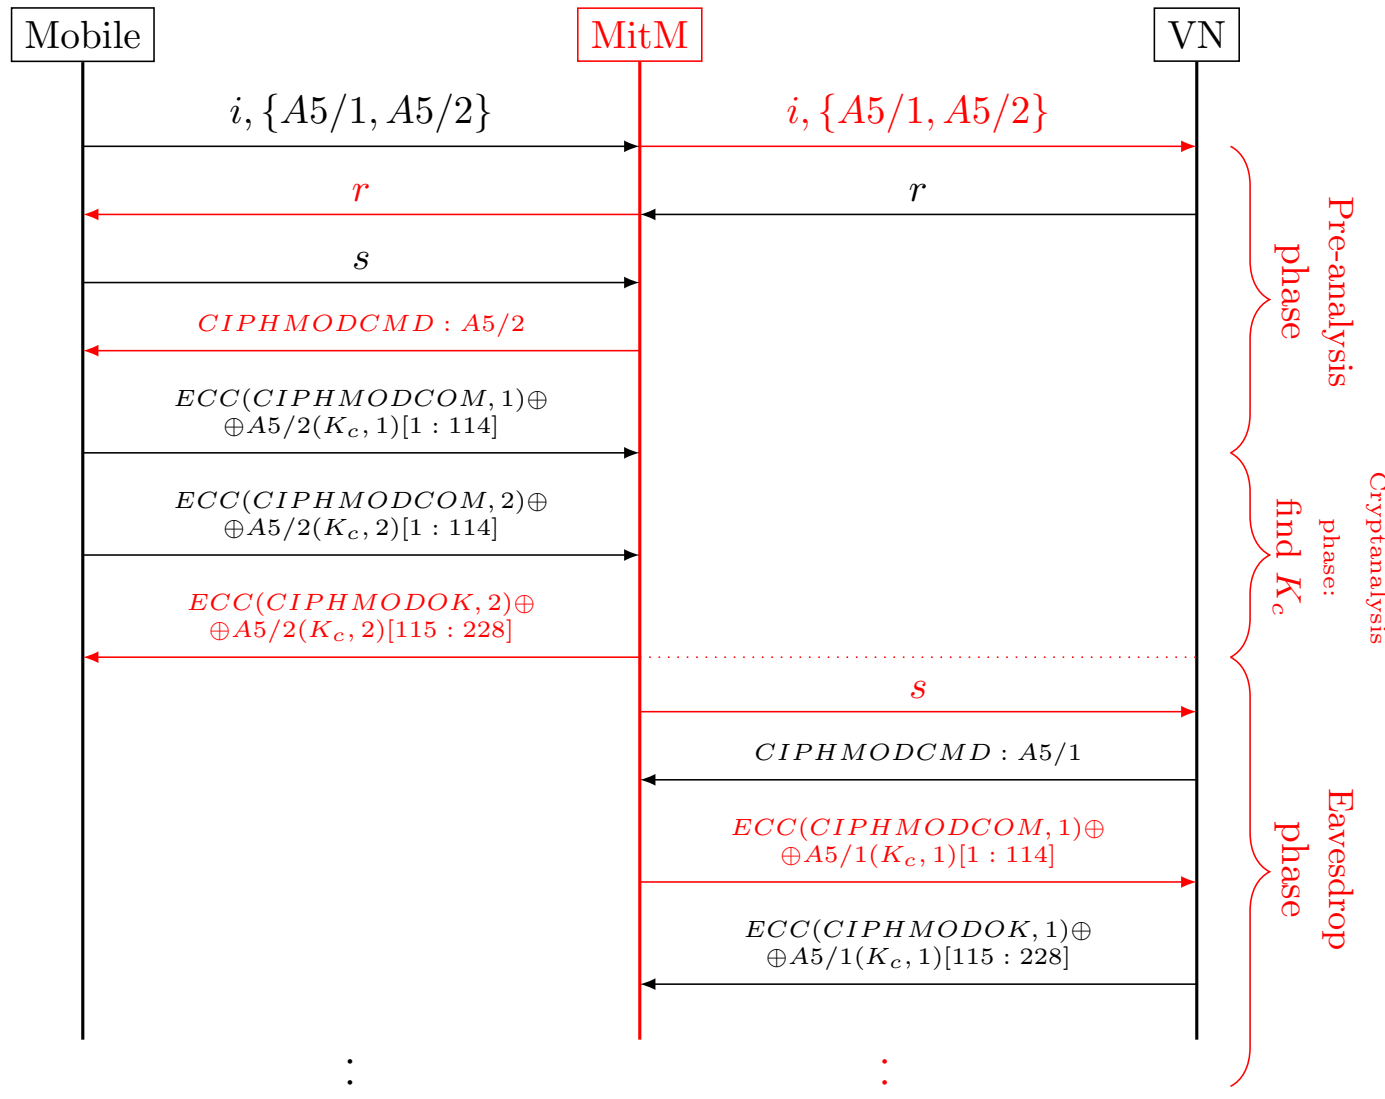 Mobile
MitM
VN
i, {A5/1, A5/2}
i, {A5/1, A5/2}
r
r
s
CIPHMODCMD : A5/2
ECC(CIPHMODCOM, 1)⊕
⊕A5/2(K_c, 1)[1 : 114]
ECC(CIPHMODCOM, 2)⊕
⊕A5/2(K_c, 2)[1 : 114]
ECC(CIPHMODOK, 2)⊕
⊕A5/2(K_c, 2)[115 : 228]
s
CIPHMODCMD : A5/1
ECC(CIPHMODCOM, 1)⊕
⊕A5/1(K_c, 1)[1 : 114]
ECC(CIPHMODOK, 1)⊕
⊕A5/1(K_c, 1)[115 : 228]
:
:
Pre-analysis
phase
Cryptanalysis
phase:
find K_c
Eavesdrop
phase